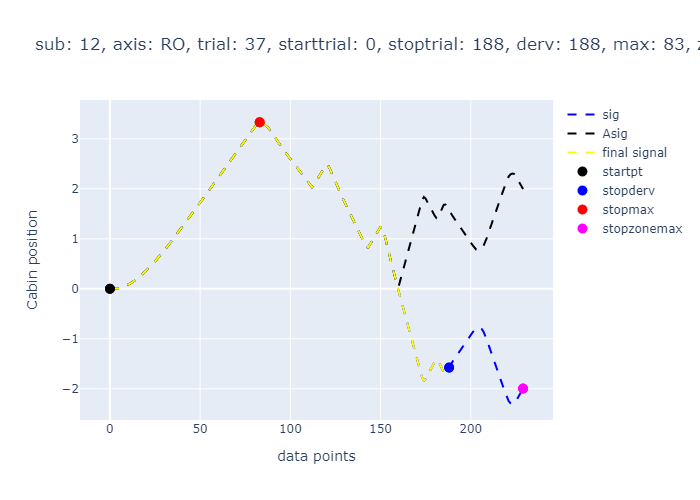 sub: 12, axis: RO, trial: 37, starttrial: 0, stoptrial: 188, derv: 188, max: 83,
sig
Asig
final signal
startpt
stopderv
stopmax
stopzonemax
Cabin position
3
2
1
0
−1
−2
0
50
100
150
200
data points